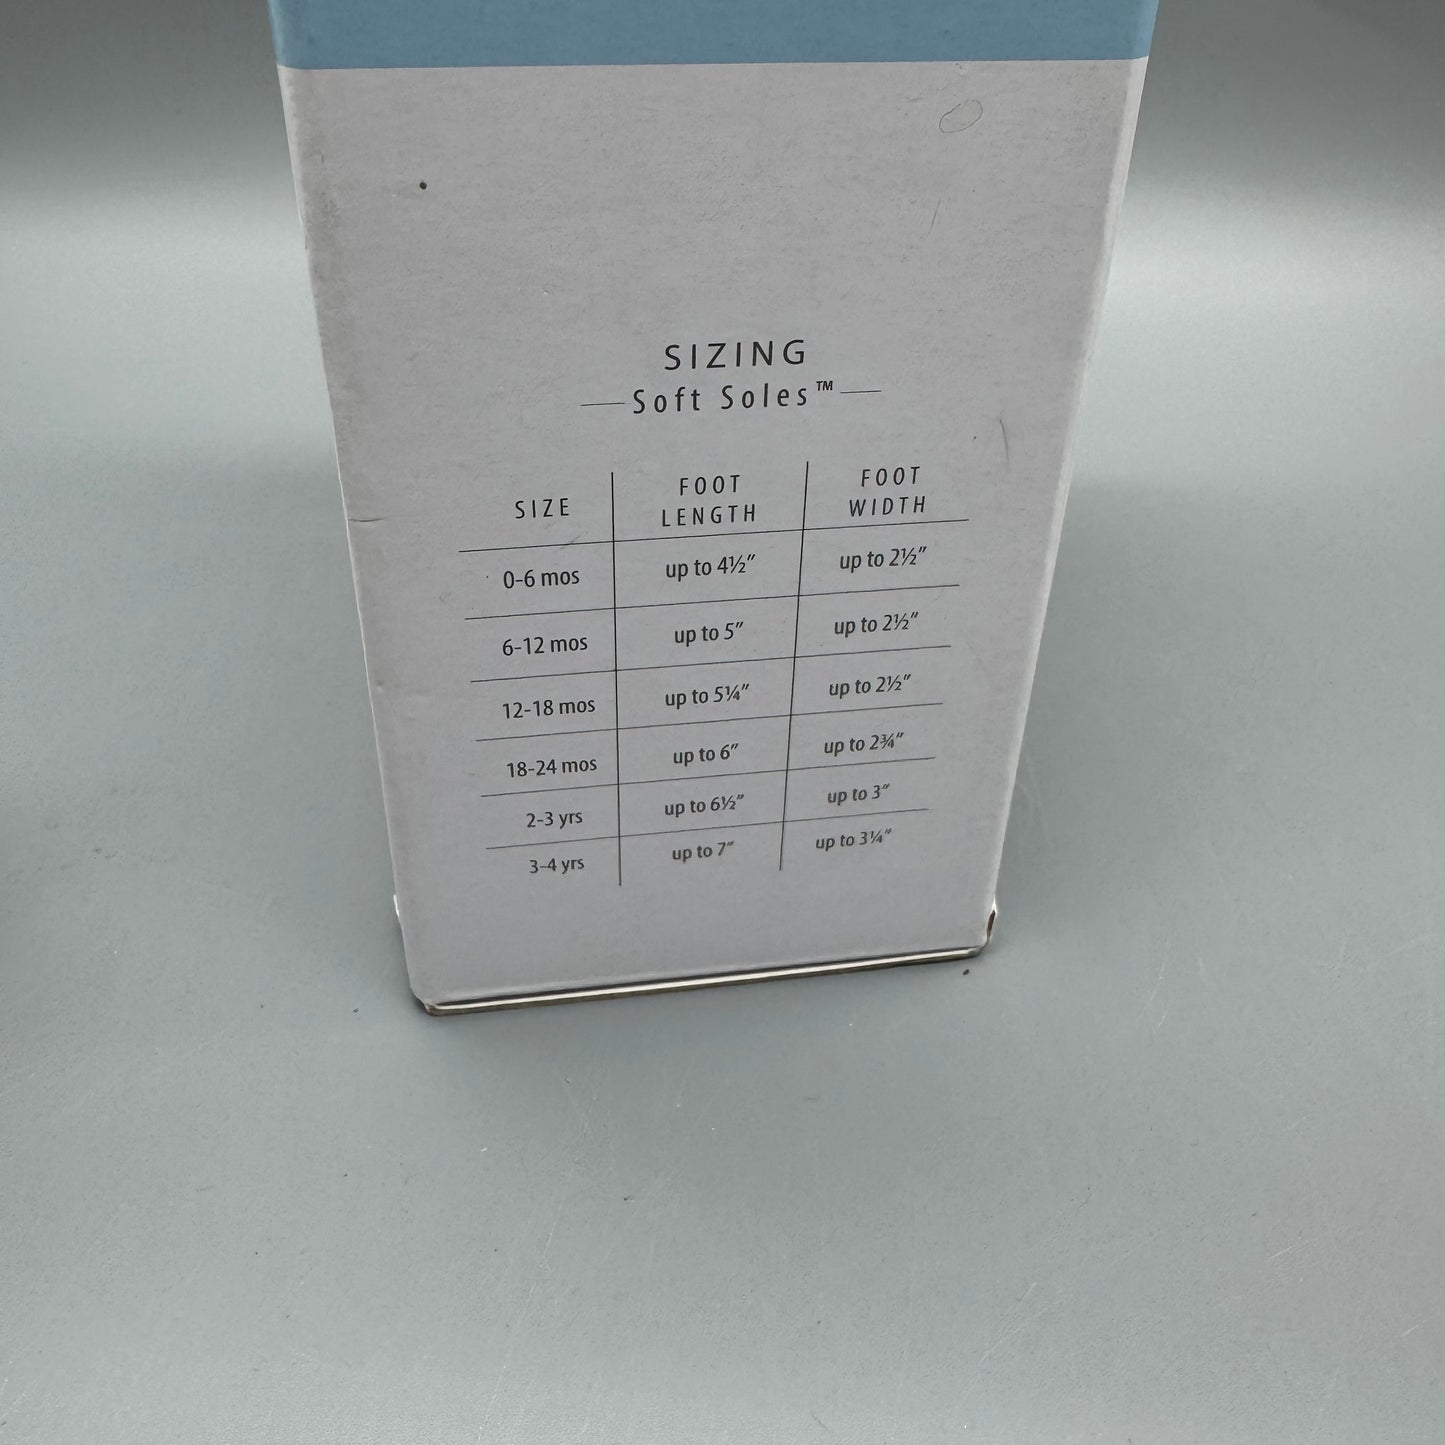 SIZING
Soft Soles™
SIZE FOOT LENGTH FOOT WIDTH
0-6 mos up to 4½" up to 2½"
6-12 mos up to 5" up to 2½"
12-18 mos up to 5¼" up to 2½"
18-24 mos up to 6" up to 2¾"
2-3 yrs up to 6½" up to 3"
3-4 yrs up to 7" up to 3¼"